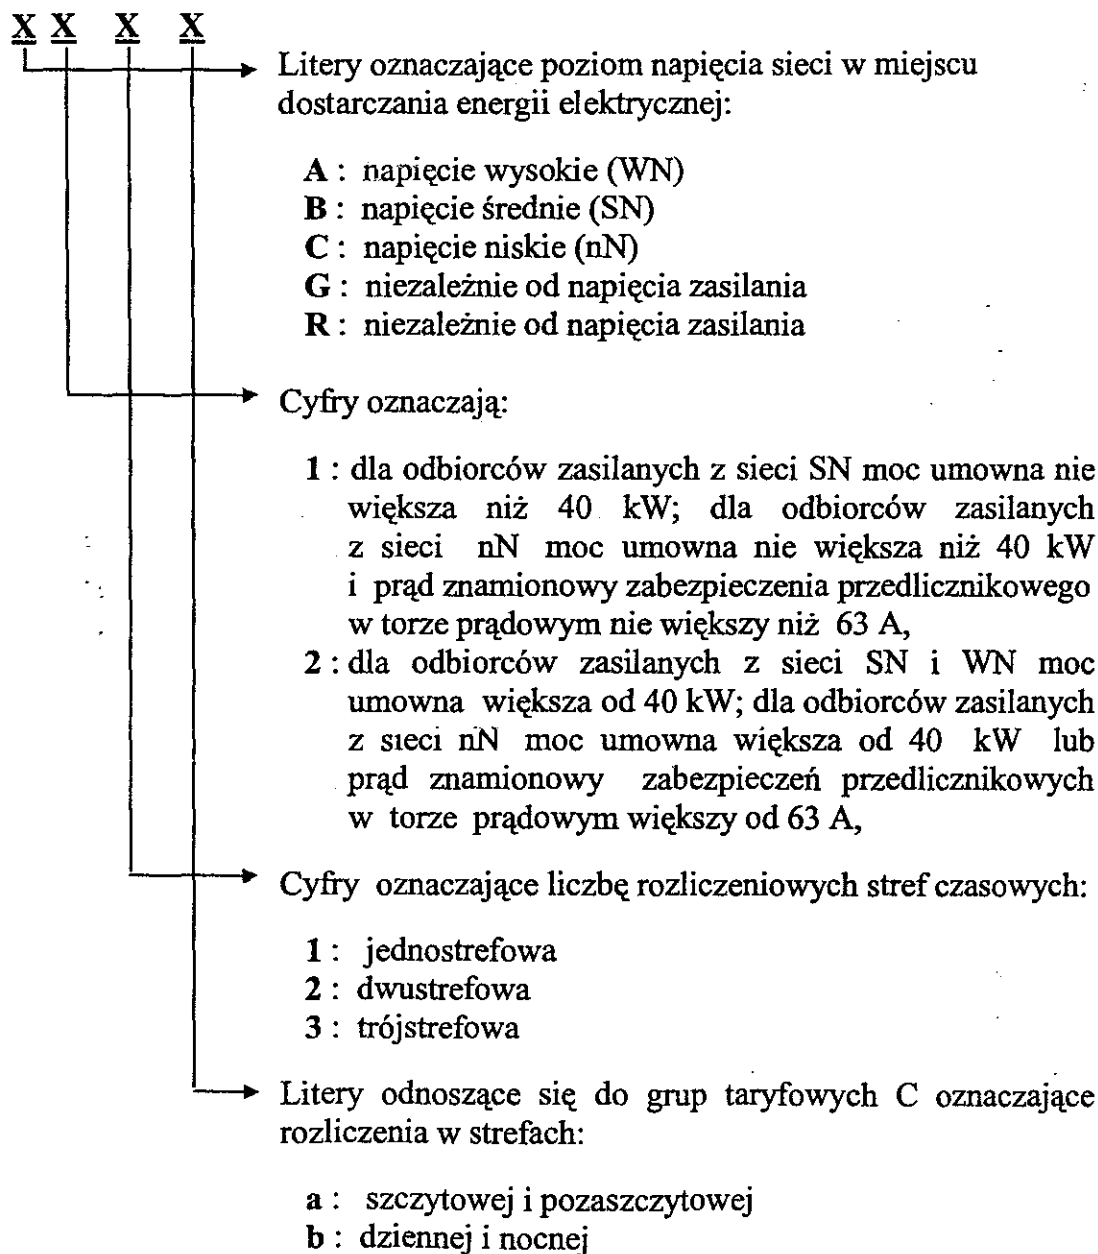 X X X X
Litery oznaczające poziom napięcia sieci w miejscu
dostarczania energii elektrycznej:
A : napięcie wysokie (WN)
B : napięcie średnie (SN)
C : napięcie niskie (nN)
G : niezależnie od napięcia zasilania
R : niezależnie od napięcia zasilania
Cyfry oznaczają:
1 : dla odbiorców zasilanych z sieci SN moc umowna nie
większa niż 40 kW; dla odbiorców zasilanych
z sieci nN moc umowna nie większa niż 40 kW
i prąd znamionowy zabezpieczenia przedlicznikowego
w torze prądowym nie większy niż 63 A,
2 : dla odbiorców zasilanych z sieci SN i WN moc
umowna większa od 40 kW; dla odbiorców zasilanych
z sieci nN moc umowna większa od 40 kW lub
prąd znamionowy zabezpieczeń przedlicznikowych
w torze prądowym większy od 63 A,
Cyfry oznaczające liczbę rozliczeniowych stref czasowych:
1 : jednostrefowa
2 : dwustrefowa
3 : trójstrefowa
Litery odnoszące się do grup taryfowych C oznaczające
rozliczenia w strefach:
a : szczytowej i pozaszczytowej
b : dziennej i nocnej